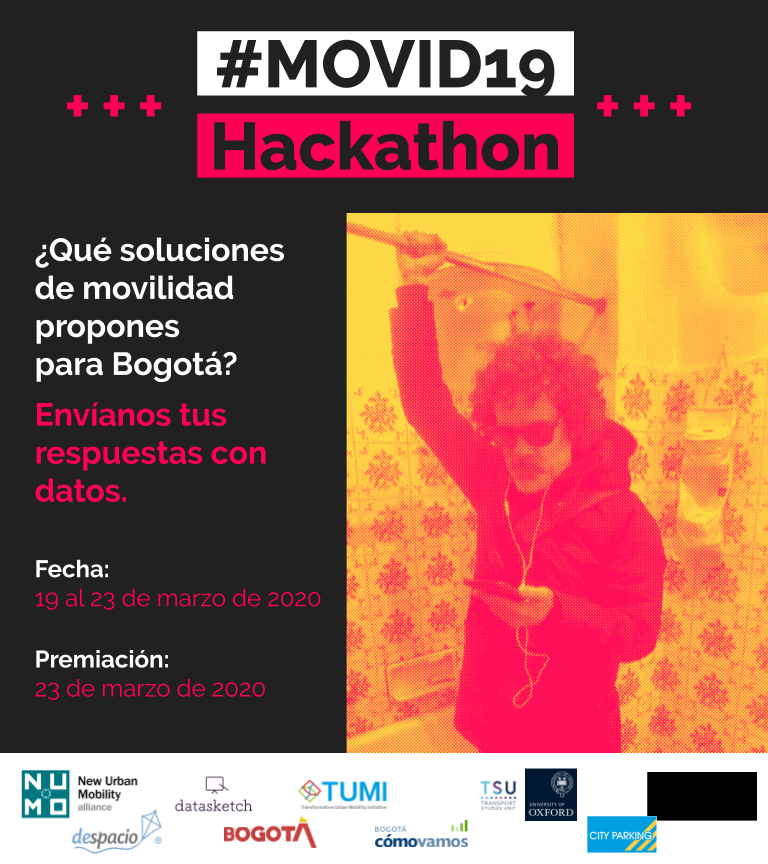 #MOVID19
Hackathon
¿Qué soluciones
de movilidad
propones
para Bogotá?
Envíanos tus
respuestas con
datos.
Fecha:
19 al 23 de marzo de 2020
Premiación:
23 de marzo de 2020
NUMO
New Urban
Mobility
alliance
datasketch
TUMI
Transformative Urban Mobility Initiative
TSU
TRANSPORT
STUDIES UNIT
UNIVERSITY OF
OXFORD
despacio
BOGOTÁ
BOGOTÁ
cómovamos
CITY PARKING